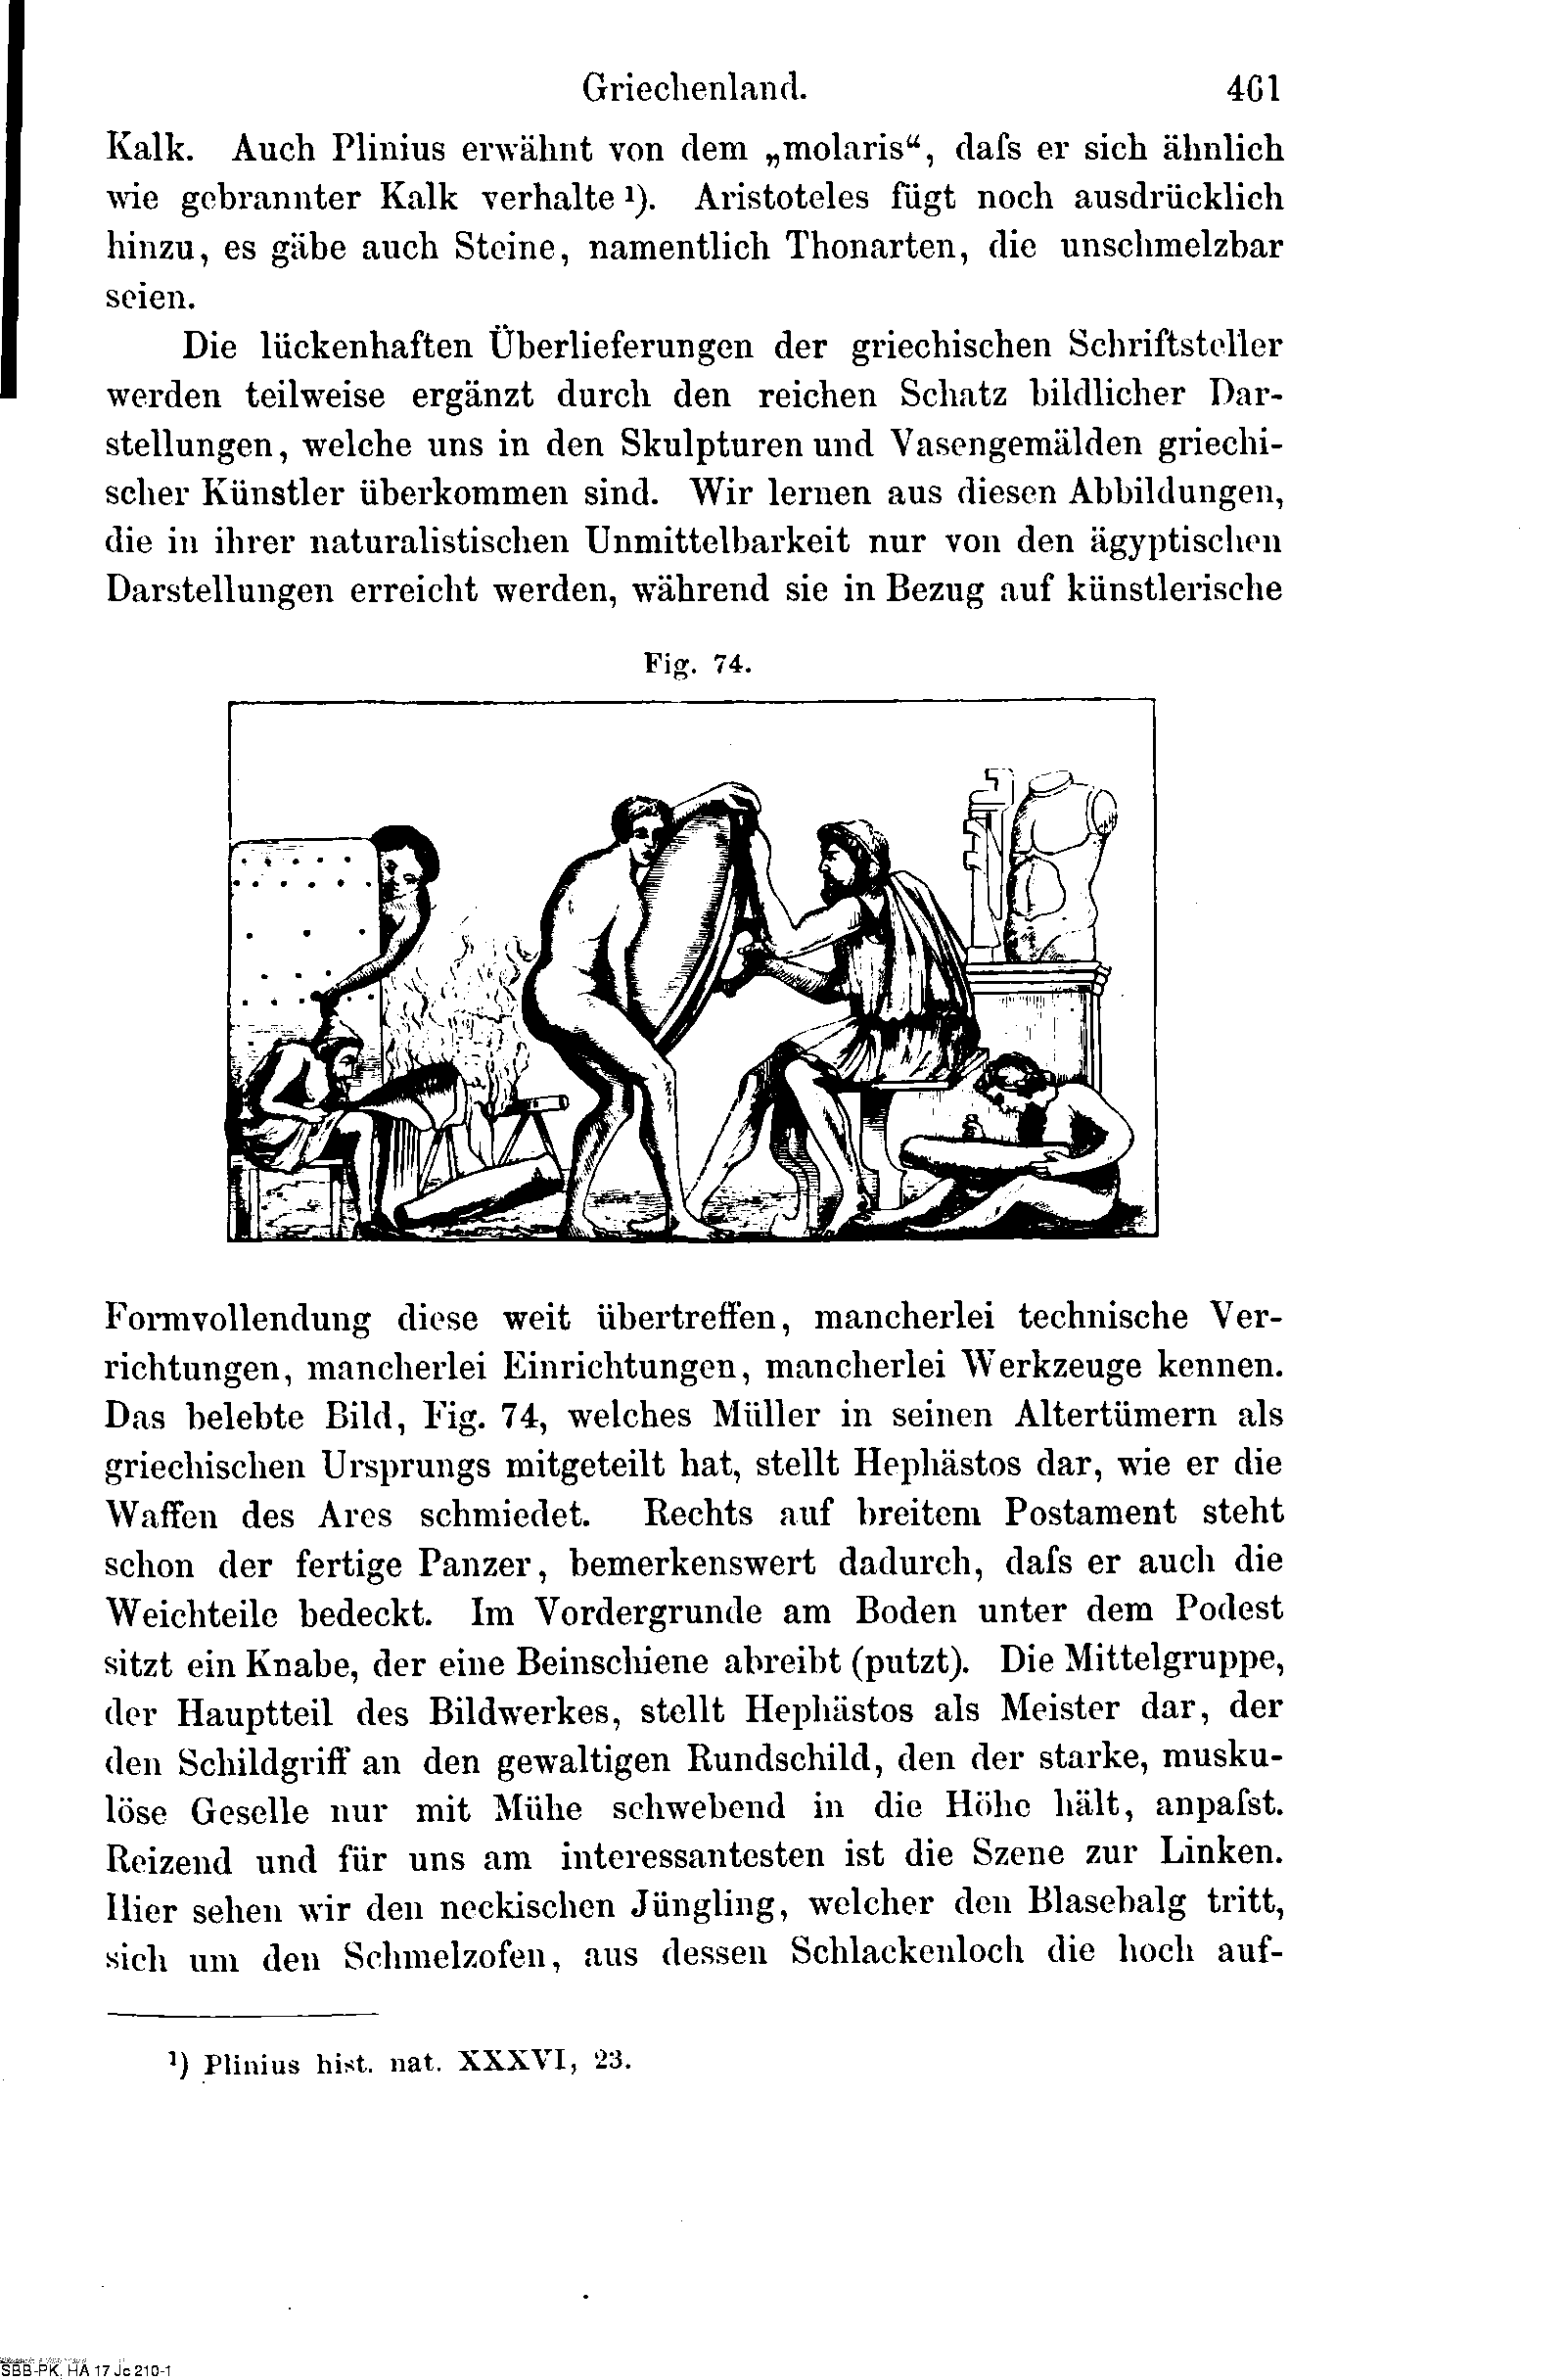 Griechenland. 461
Kalk. Auch Plinius erwähnt von dem „molaris“, daſs er sich ähnlich
wie gebrannter Kalk verhalte ¹). Aristoteles fügt noch ausdrücklich
hinzu, es gäbe auch Steine, namentlich Thonarten, die unschmelzbar
seien.
Die lückenhaften Überlieferungen der griechischen Schriftsteller
werden teilweise ergänzt durch den reichen Schatz bildlicher Dar-
stellungen, welche uns in den Skulpturen und Vasengemälden griechi-
scher Künstler überkommen sind. Wir lernen aus diesen Abbildungen,
die in ihrer naturalistischen Unmittelbarkeit nur von den ägyptischen
Darstellungen erreicht werden, während sie in Bezug auf künstlerische
Fig. 74.
Formvollendung diese weit übertreffen, mancherlei technische Ver-
richtungen, mancherlei Einrichtungen, mancherlei Werkzeuge kennen.
Das belebte Bild, Fig. 74, welches Müller in seinen Altertümern als
griechischen Ursprungs mitgeteilt hat, stellt Hephästos dar, wie er die
Waffen des Ares schmiedet. Rechts auf breitem Postament steht
schon der fertige Panzer, bemerkenswert dadurch, daſs er auch die
Weichteile bedeckt. Im Vordergrunde am Boden unter dem Podest
sitzt ein Knabe, der eine Beinschiene abreibt (putzt). Die Mittelgruppe,
der Hauptteil des Bildwerkes, stellt Hephästos als Meister dar, der
den Schildgriff an den gewaltigen Rundschild, den der starke, musku-
löse Geselle nur mit Mühe schwebend in die Höhe hält, anpaſst.
Reizend und für uns am interessantesten ist die Szene zur Linken.
Hier sehen wir den neckischen Jüngling, welcher den Blasebalg tritt,
sich um den Schmelzofen, aus dessen Schlackenloch die hoch auf-
¹) Plinius hist. nat. XXXVI, 23.
SBB-PK, HA 17 Jc 210-1